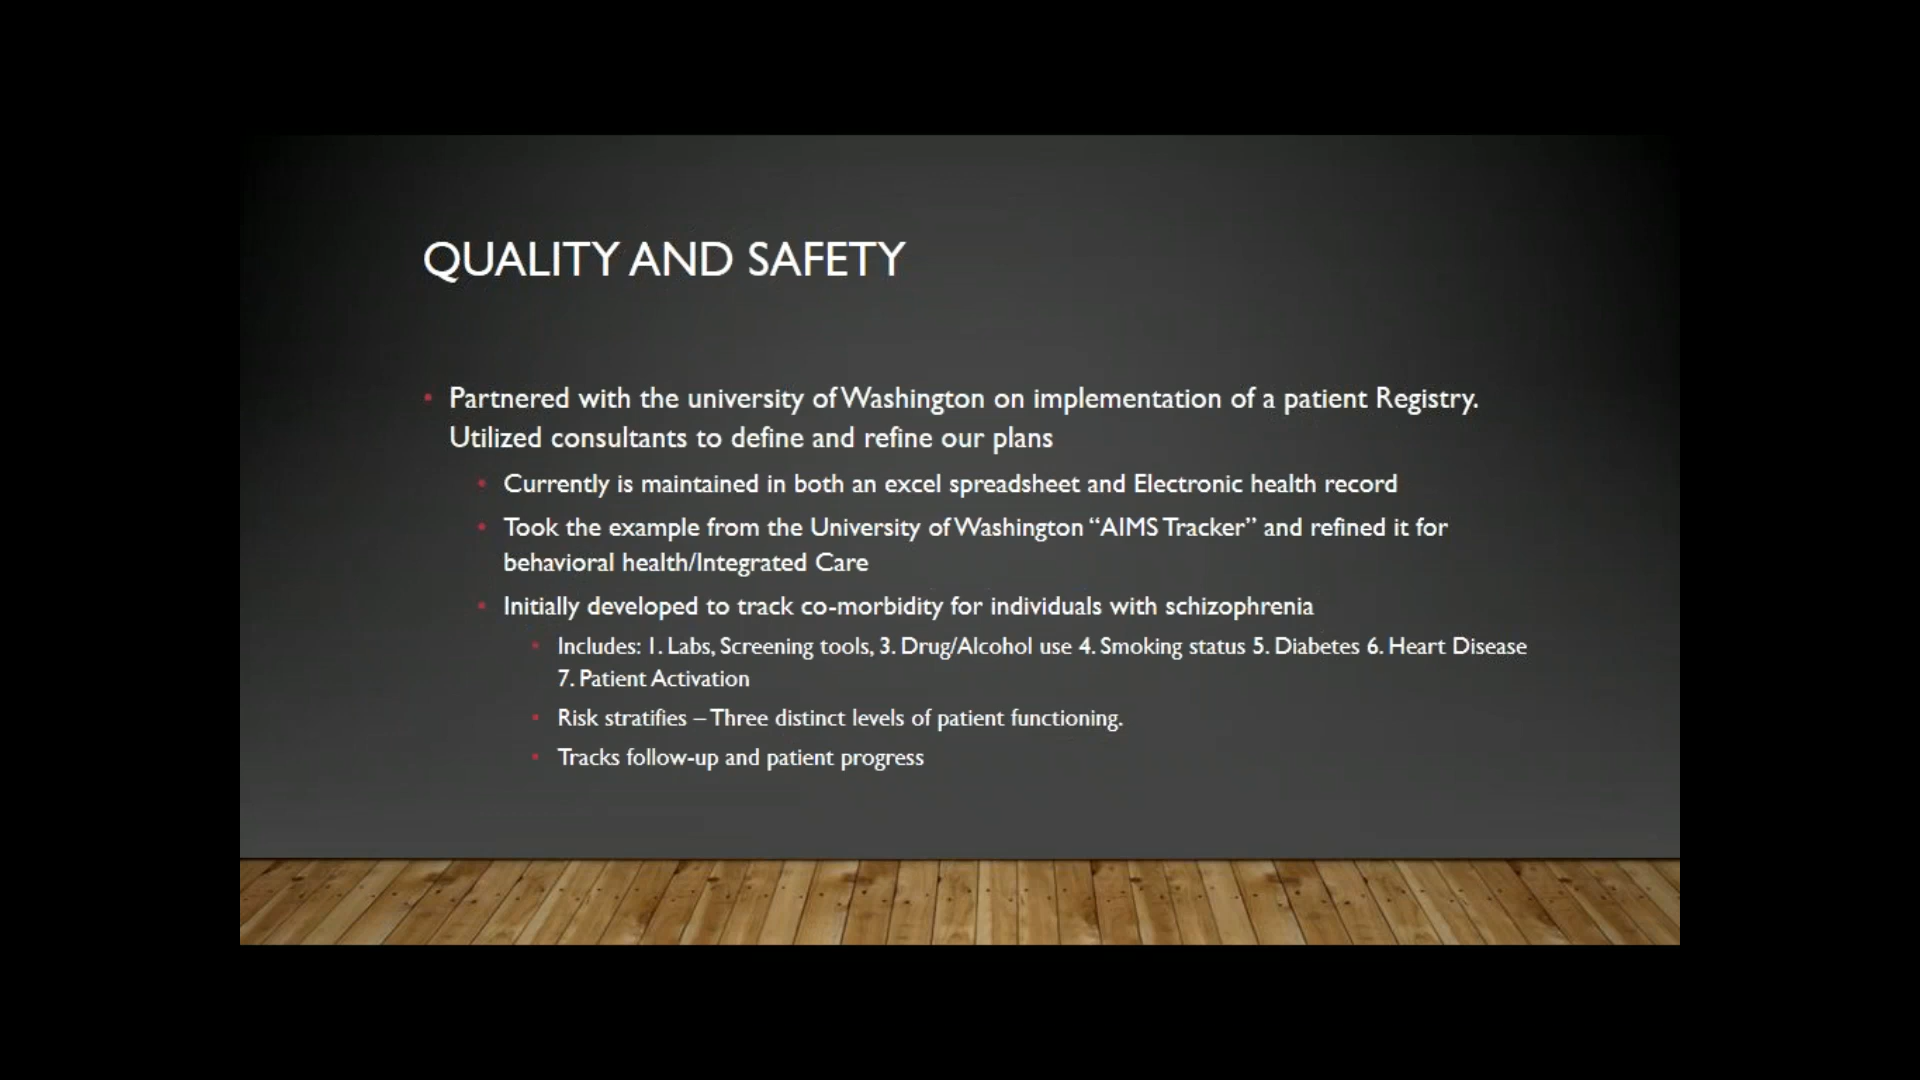 QUALITY AND SAFETY
• Partnered with the university of Washington on implementation of a patient Registry.
Utilized consultants to define and refine our plans
• Currently is maintained in both an excel spreadsheet and Electronic health record
• Took the example from the University of Washington “AIMS Tracker” and refined it for
behavioral health/Integrated Care
• Initially developed to track co-morbidity for individuals with schizophrenia
• Includes: 1. Labs, Screening tools, 3. Drug/Alcohol use 4. Smoking status 5. Diabetes 6. Heart Disease
7. Patient Activation
• Risk stratifies – Three distinct levels of patient functioning.
• Tracks follow-up and patient progress